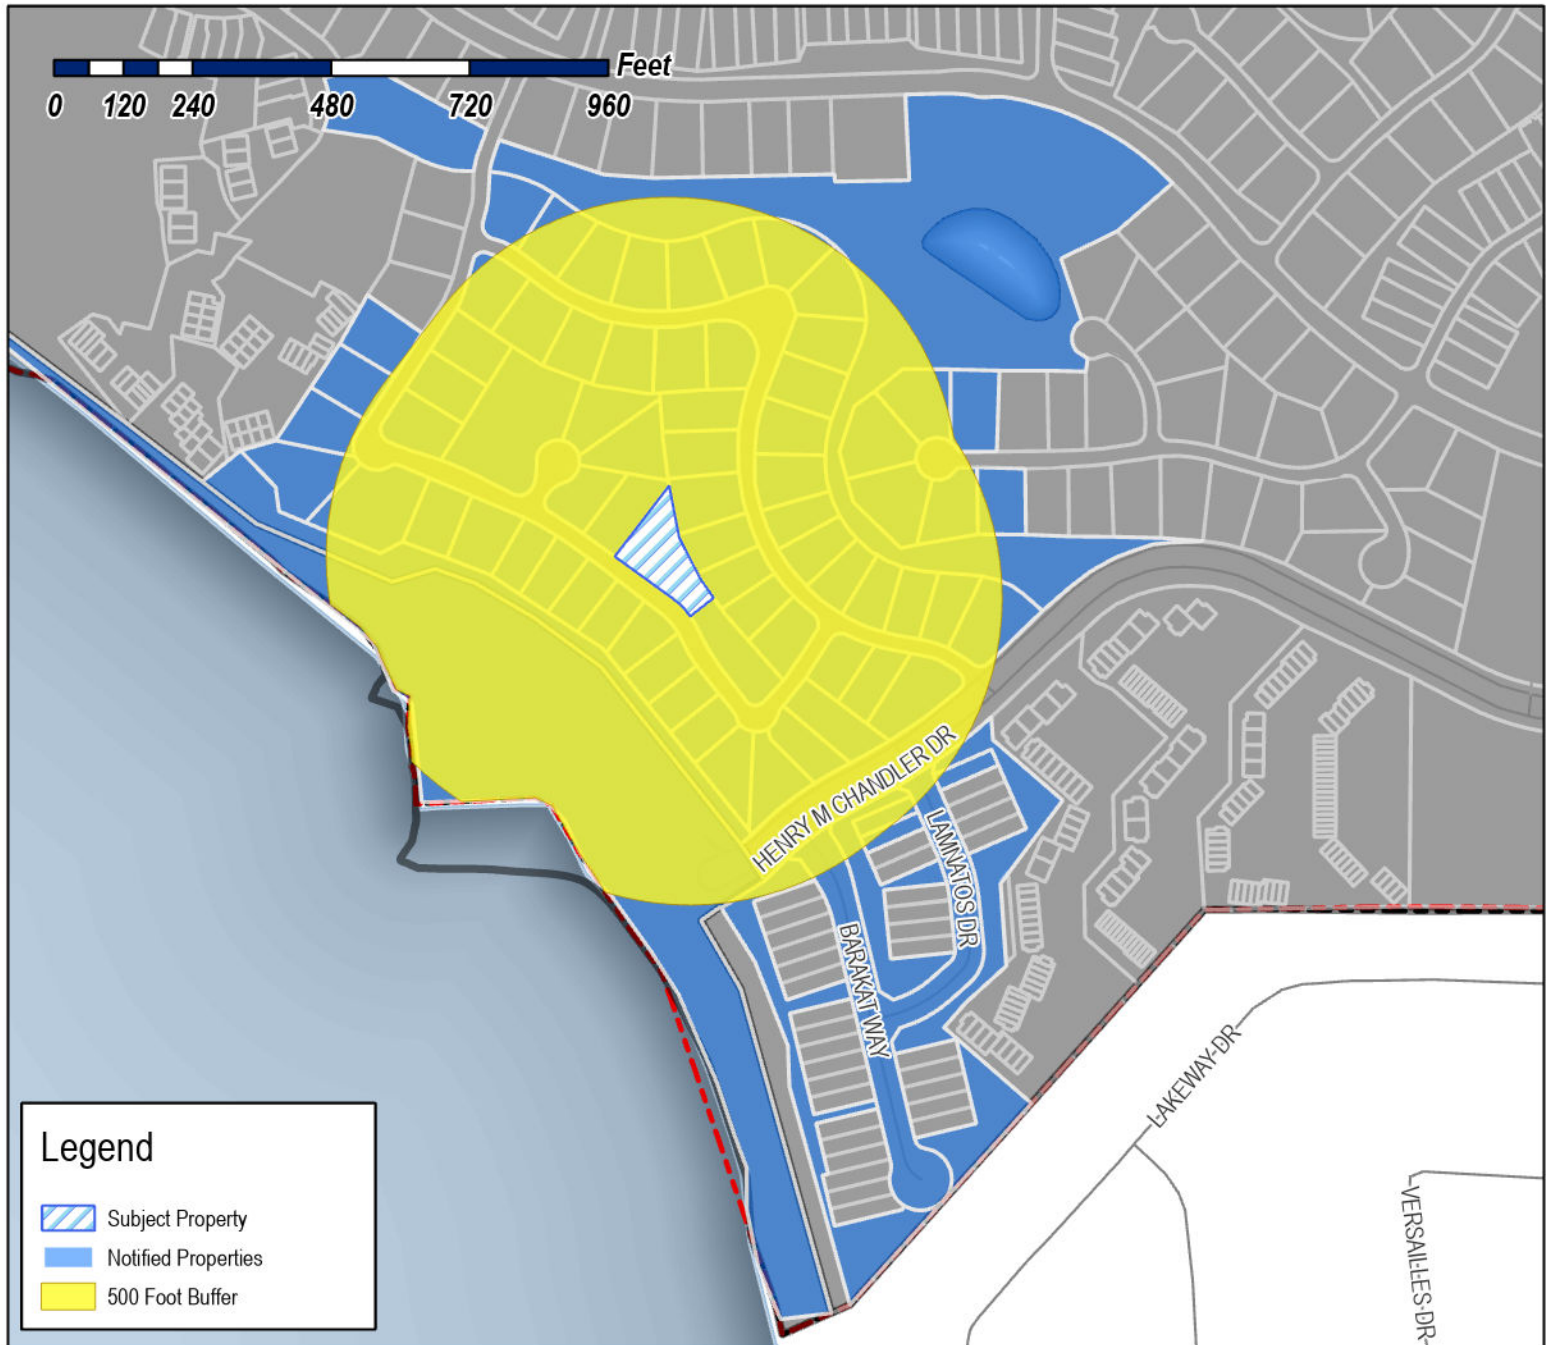 Feet
0 120 240 480 720 960
HENRY M CHANDLER DR
LAMNATOS DR
BARAKAT WAY
LAKEWAY DR
VERSAILLES DR
Legend
Subject Property
Notified Properties
500 Foot Buffer